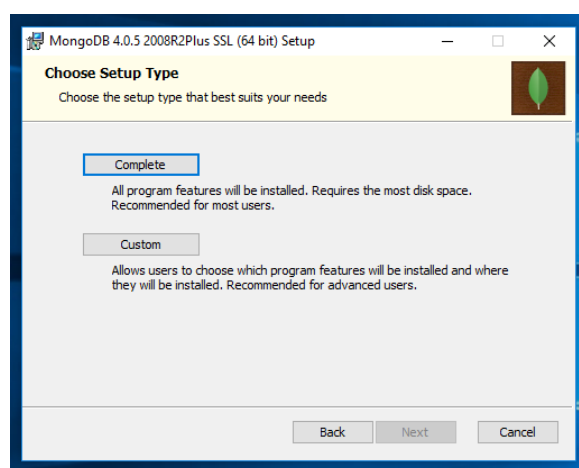 MongoDB 4.0.5 2008R2Plus SSL (64 bit) Setup
Choose Setup Type
Choose the setup type that best suits your needs
Complete
All program features will be installed. Requires the most disk space.
Recommended for most users.
Custom
Allows users to choose which program features will be installed and where
they will be installed. Recommended for advanced users.
Back Next Cancel